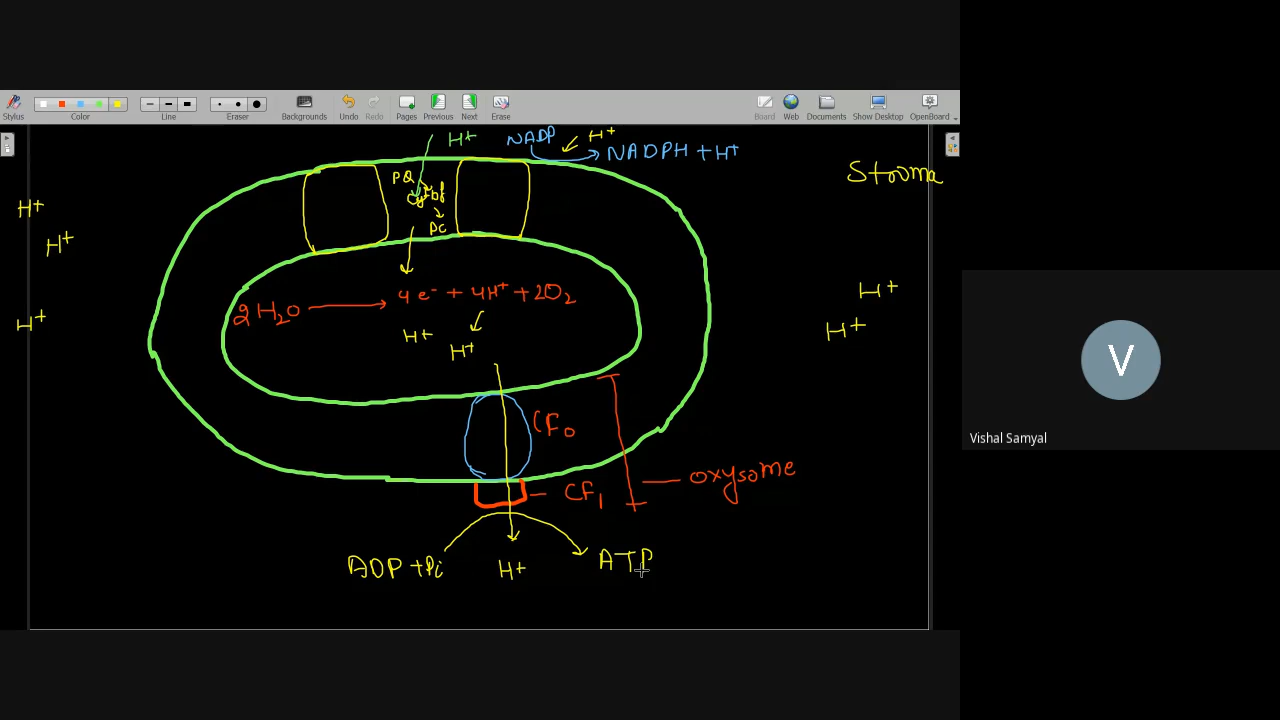 Stylus
Color
Line
Eraser
Backgrounds
Undo
Redo
Pages
Previous
Next
Erase
Board
Web
Documents
Show Desktop
OpenBoard
H+
NADP
H+
NADPH + H+
Stroma
PQ
Cytbf
PC
H+
H+
H+
H+
H+
2H2O → 4e- + 4H+ + 2O2
H+
H+
CF0
CF1
oxysome
ADP + Pi
H+
ATP
V
Vishal Samyal